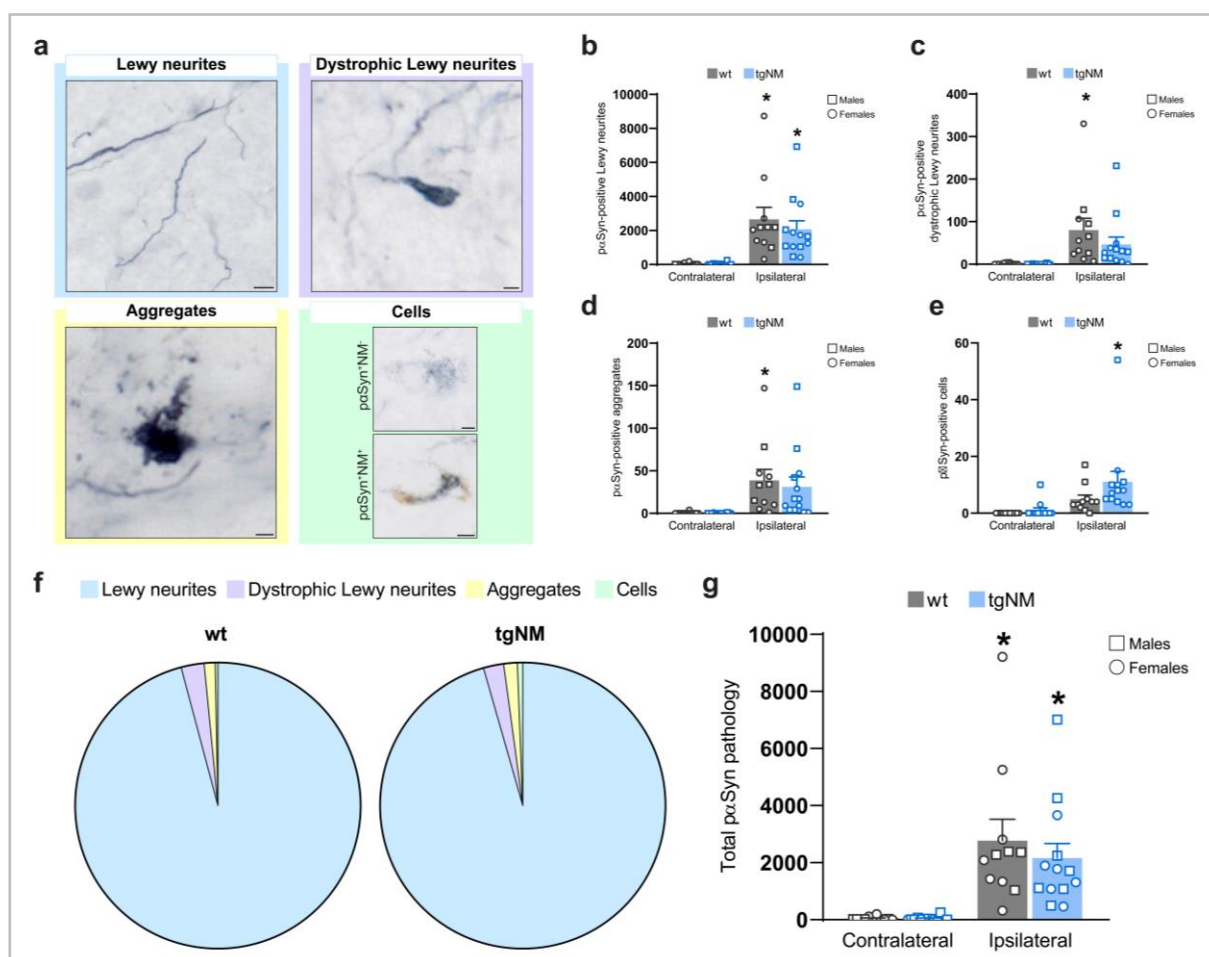 a
Lewy neurites
Dystrophic Lewy neurites
Aggregates
Cells
pαSyn⁺NM⁻
pαSyn⁺NM⁺
b
wt tgNM
Males
Females
pαSyn-positive Lewy neurites
10000
8000
6000
4000
2000
0
*
*
Contralateral Ipsilateral
c
wt tgNM
Males
Females
pαSyn-positive
dystrophic Lewy neurites
400
300
200
100
0
*
Contralateral Ipsilateral
d
wt tgNM
Males
Females
pαSyn-positive aggregates
200
150
100
50
0
*
Contralateral Ipsilateral
e
wt tgNM
Males
Females
p☒Syn-positive cells
60
40
20
0
*
Contralateral Ipsilateral
f
Lewy neurites Dystrophic Lewy neurites Aggregates Cells
wt
tgNM
g
wt tgNM
Males
Females
Total pαSyn pathology
10000
8000
6000
4000
2000
0
*
*
Contralateral Ipsilateral